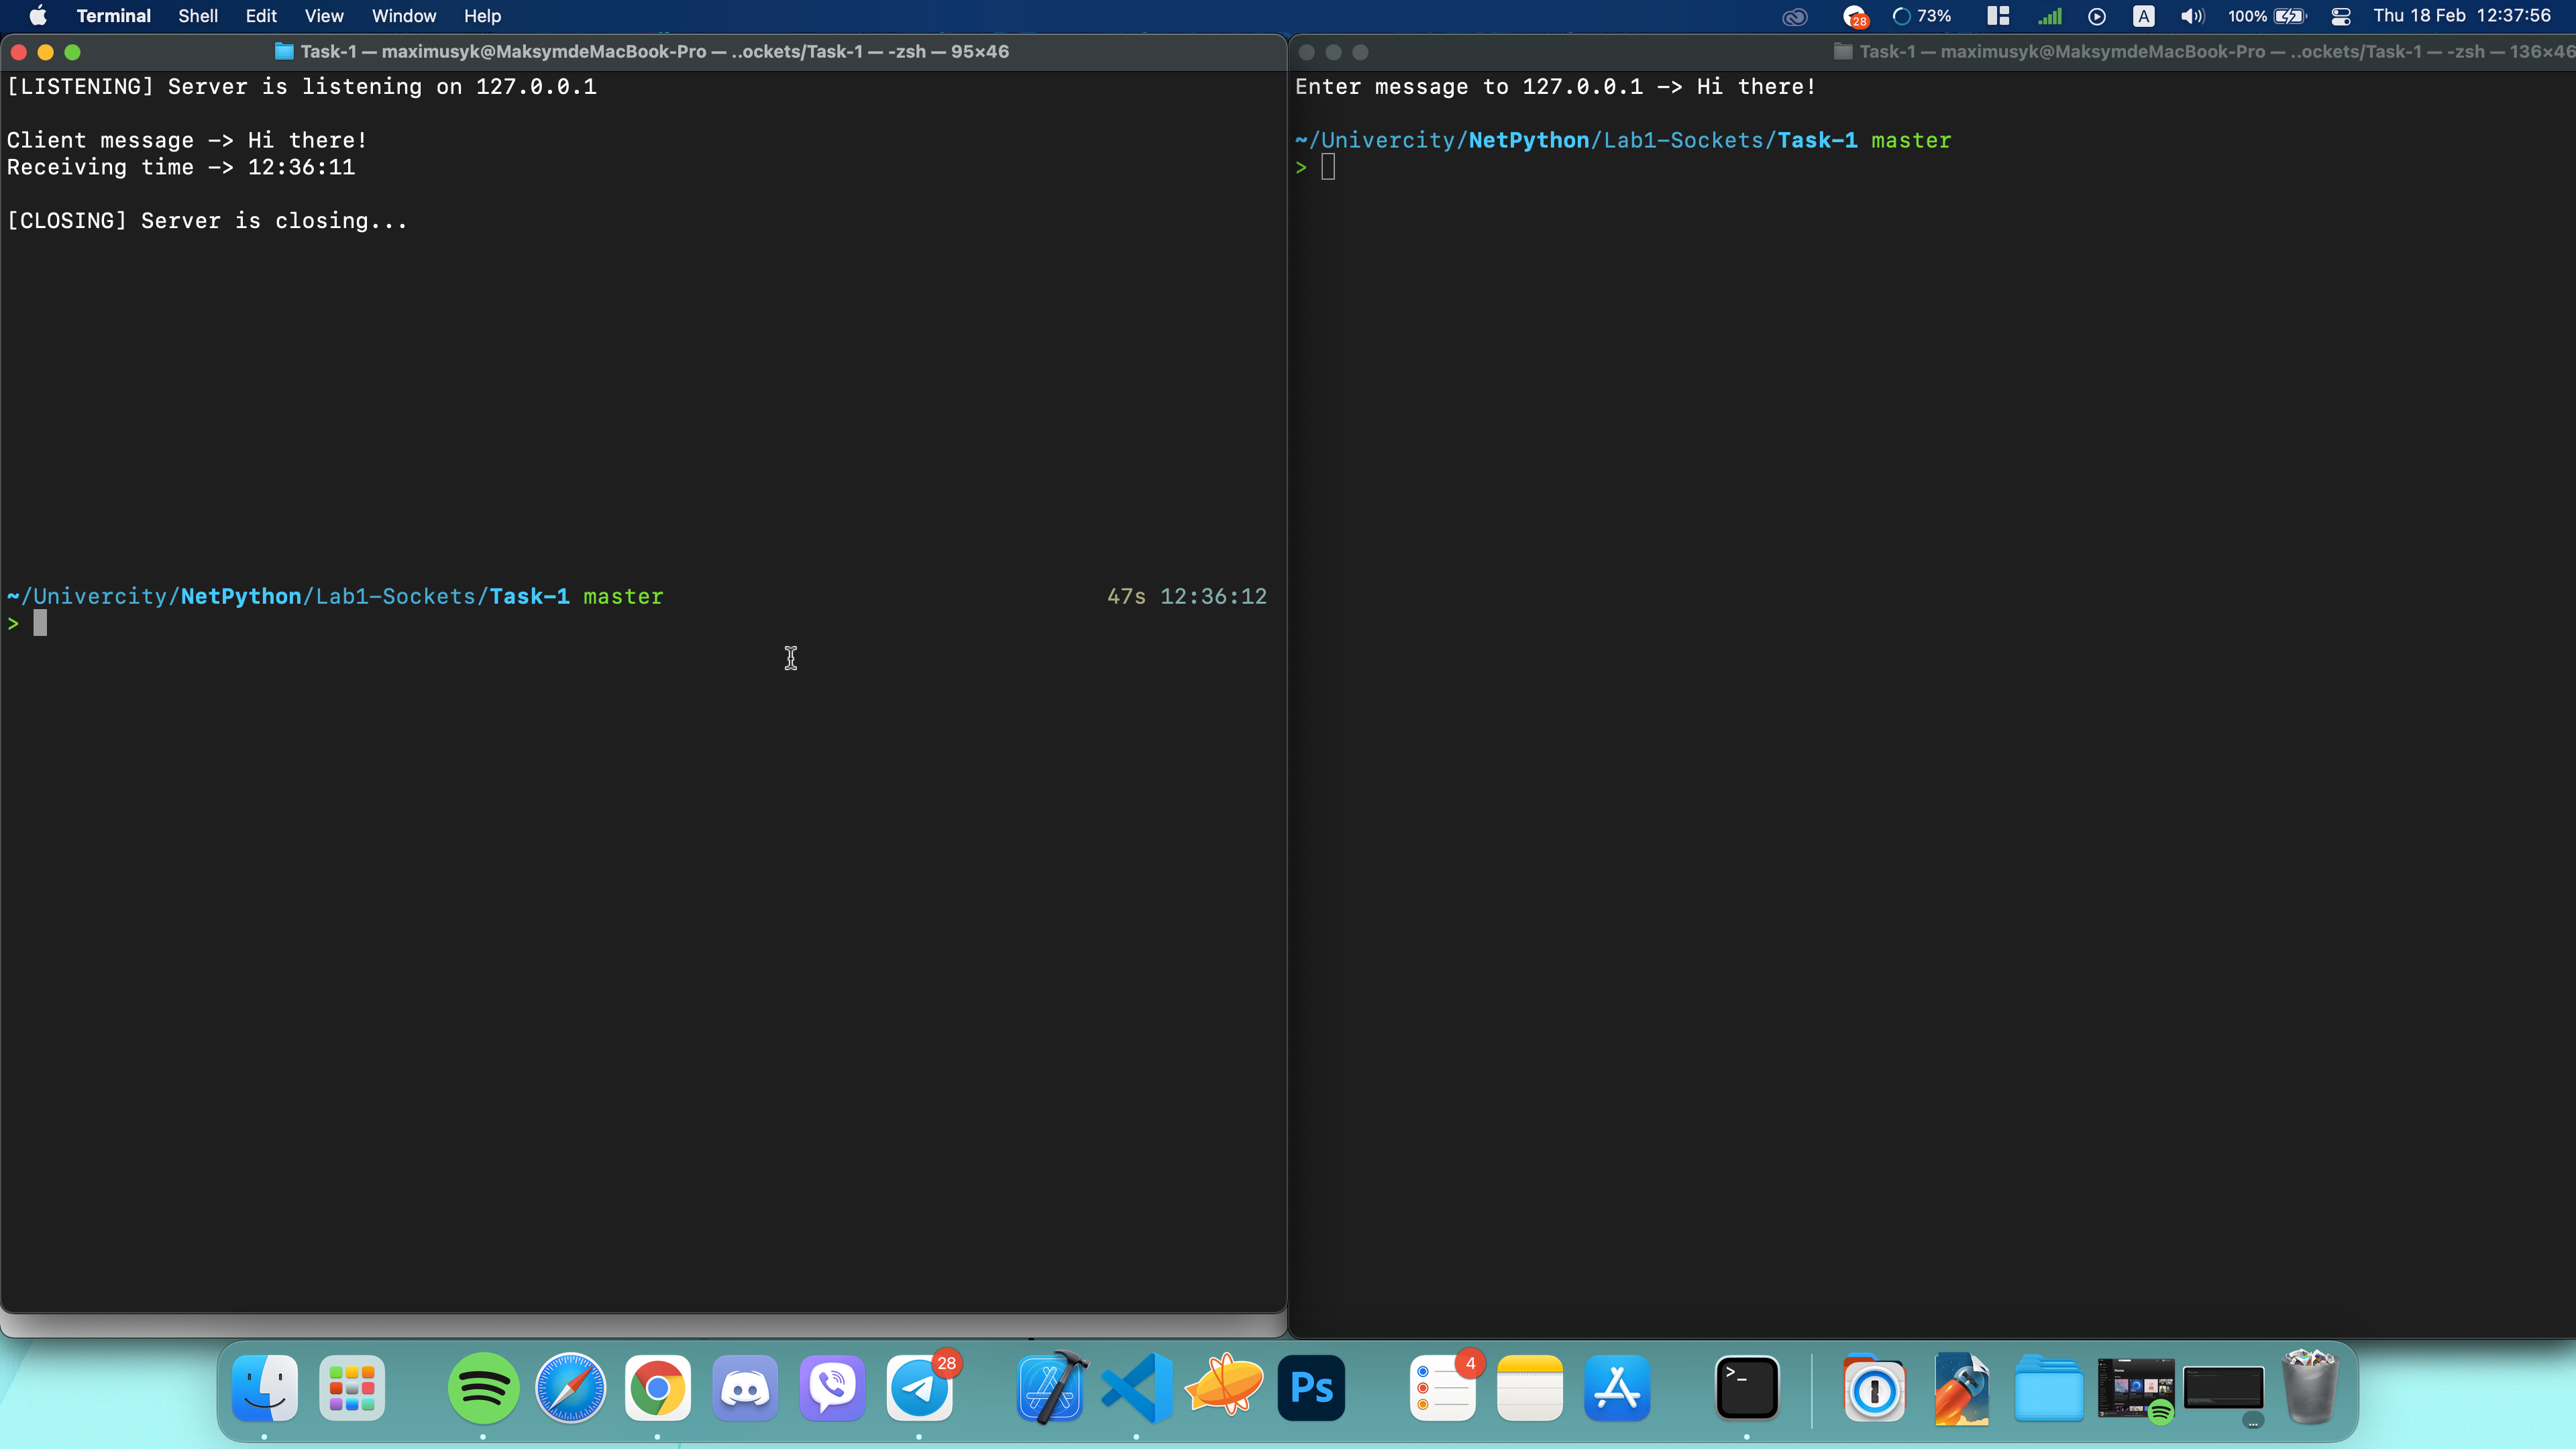 Terminal Shell Edit View Window Help
28 73% A 100% Thu 18 Feb 12:37:56
Task-1 — maximusyk@MaksymdeMacBook-Pro — ..ockets/Task-1 — -zsh — 95×46
[LISTENING] Server is listening on 127.0.0.1
Client message -> Hi there!
Receiving time -> 12:36:11
[CLOSING] Server is closing...
~/Univercity/NetPython/Lab1-Sockets/Task-1 master 47s 12:36:12
>
Task-1 — maximusyk@MaksymdeMacBook-Pro — ..ockets/Task-1 — -zsh — 136×46
Enter message to 127.0.0.1 -> Hi there!
~/Univercity/NetPython/Lab1-Sockets/Task-1 master
>
28
Ps
4
>_